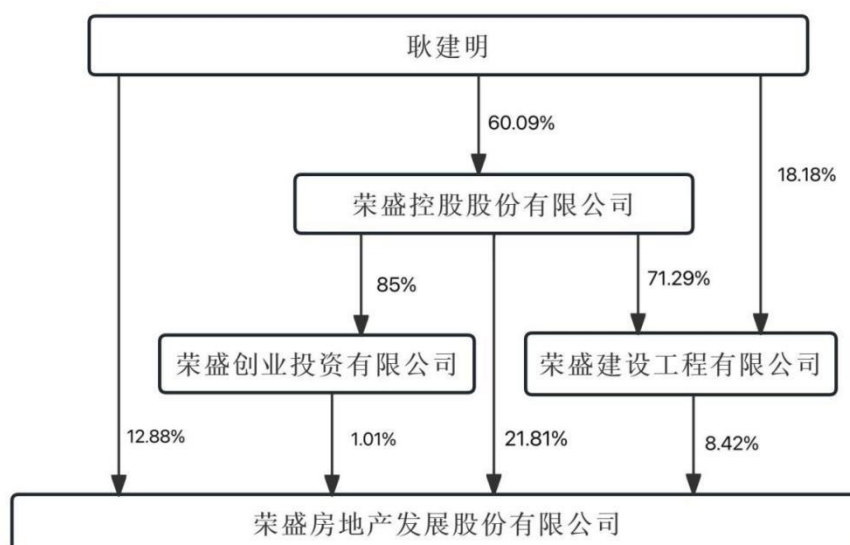 耿建明
60.09%
18.18%
荣盛控股股份有限公司
85%
71.29%
荣盛创业投资有限公司
荣盛建设工程有限公司
12.88%
1.01%
21.81%
8.42%
荣盛房地产发展股份有限公司